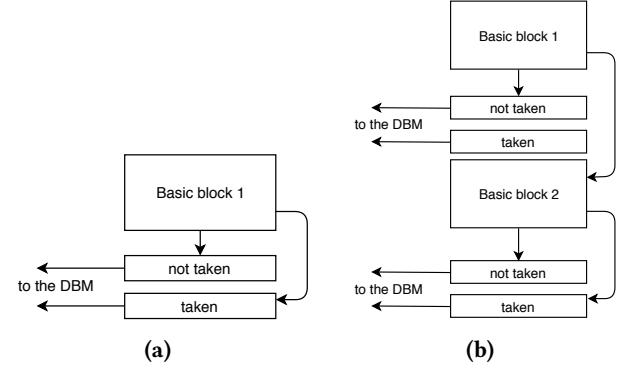 Basic block 1
not taken
to the DBM
taken
(a)
Basic block 1
not taken
to the DBM
taken
Basic block 2
not taken
to the DBM
taken
(b)